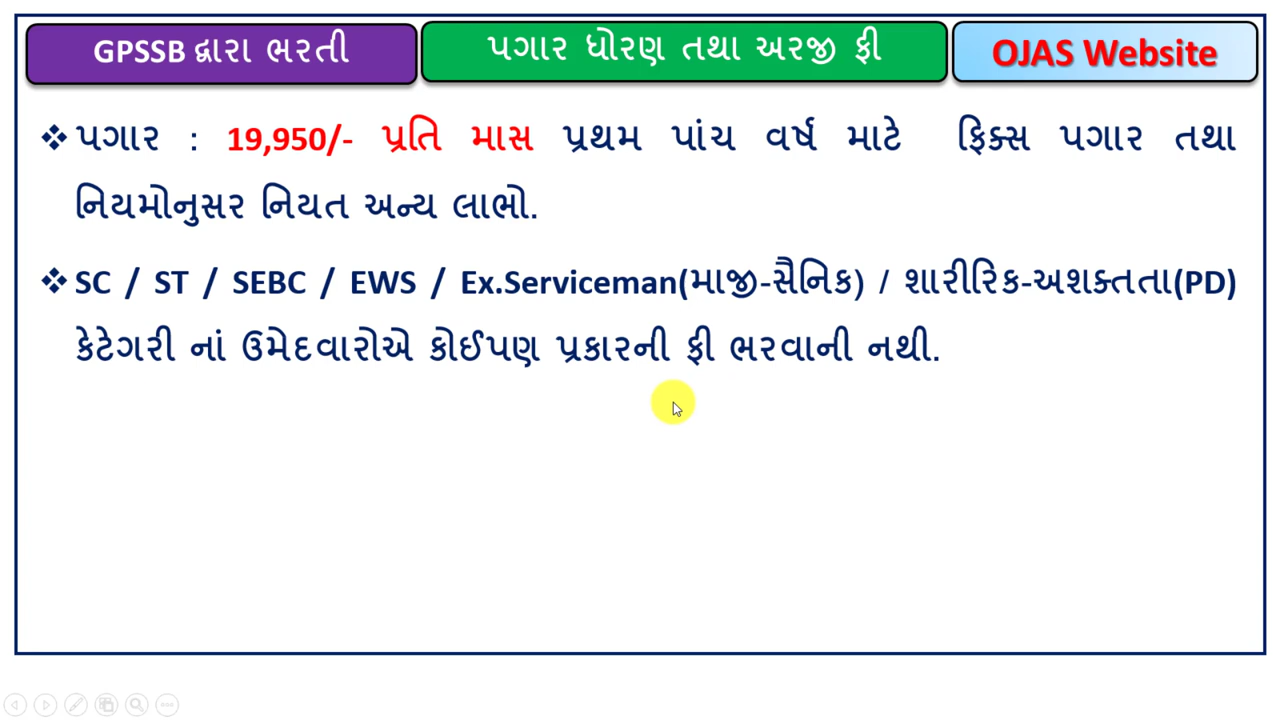 GPSSB દ્વારા ભરતી
પગાર ધોરણ તથા અરજી ફી
OJAS Website
❖ પગાર : 19,950/- પ્રતિ માસ પ્રથમ પાંચ વર્ષ માટે ફિક્સ પગાર તથા
નિયમોનુસર નિયત અન્ય લાભો.
❖ SC / ST / SEBC / EWS / Ex.Serviceman(માજી-સૈનિક) / શારીરિક-અશક્તતા(PD)
કેટેગરી નાં ઉમેદવારોએ કોઈપણ પ્રકારની ફી ભરવાની નથી.